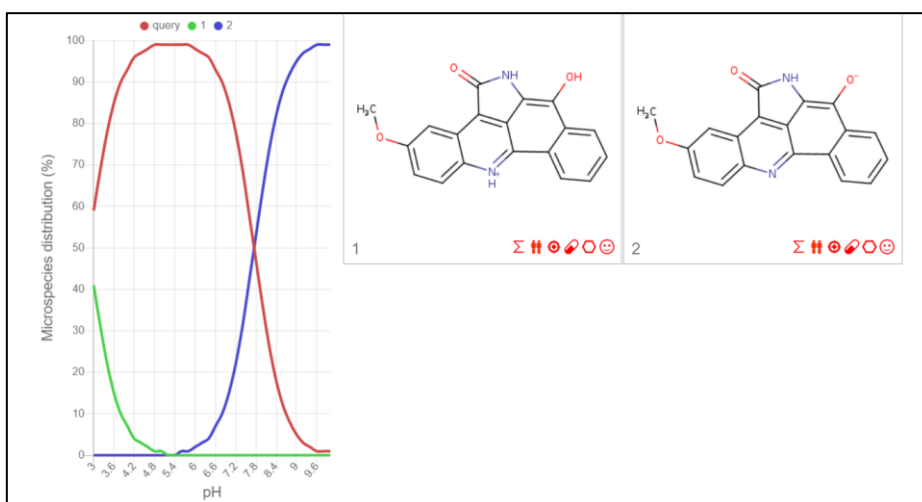 query 1 2
Microspecies distribution (%)
100
90
80
70
60
50
40
30
20
10
0
3 3.6 4.2 4.8 5.4 6 6.6 7.2 7.8 8.4 9 9.6
pH
O NH OH
H₃C
O
N⁺
H
1
O NH O⁻
H₃C
O
N
2